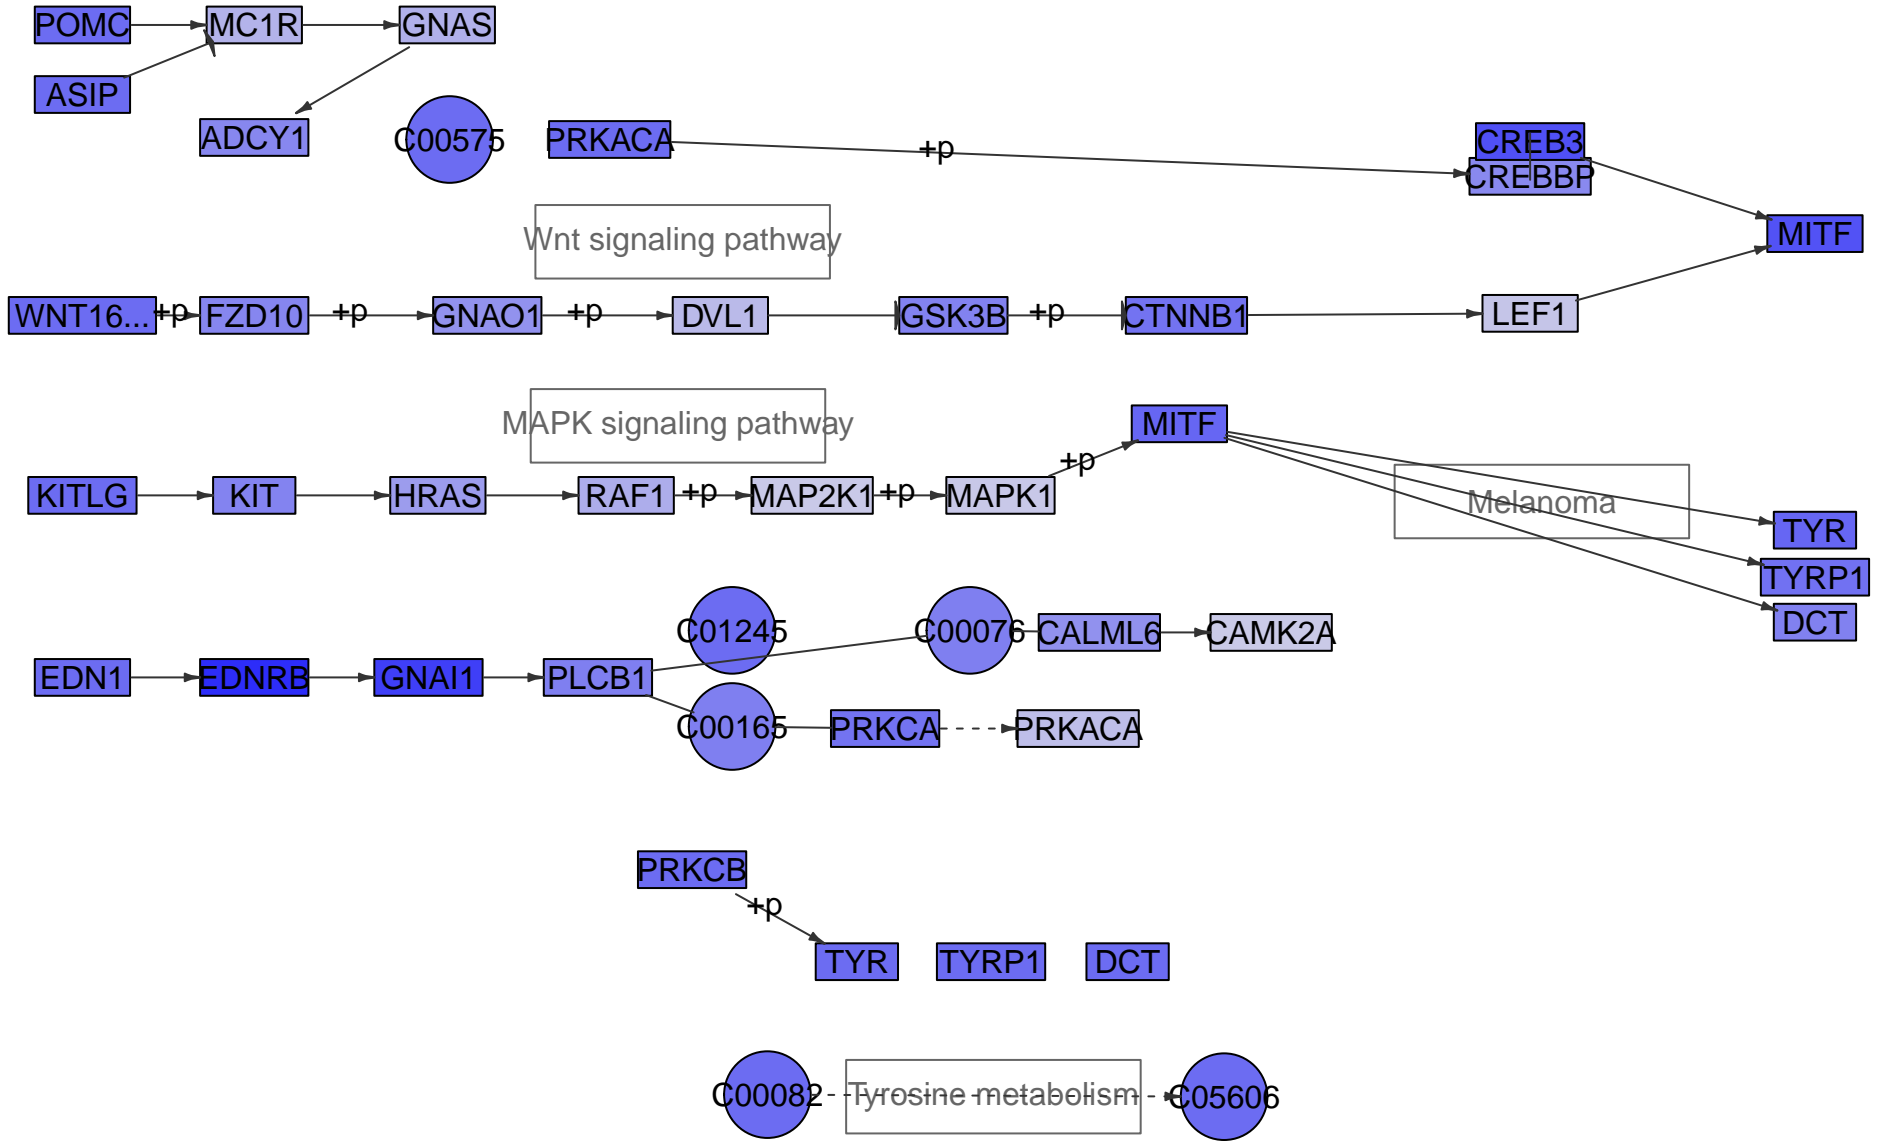 POMC
MC1R
GNAS
ASIP
ADCY1
C00575
PRKACA
+p
CREB3
CREBBP
Wnt signaling pathway
MITF
WNT16...
+p
FZD10
+p
GNAO1
+p
DVL1
GSK3B
+p
CTNNB1
LEF1
MAPK signaling pathway
MITF
+p
KITLG
KIT
HRAS
RAF1
+p
MAP2K1
+p
MAPK1
Melanoma
TYR
TYRP1
DCT
C01245
C00076
CALML6
CAMK2A
EDN1
EDNRB
GNAI1
PLCB1
C00165
PRKCA
PRKACA
PRKCB
+p
TYR
TYRP1
DCT
C00082
Tyrosine metabolism
C05606